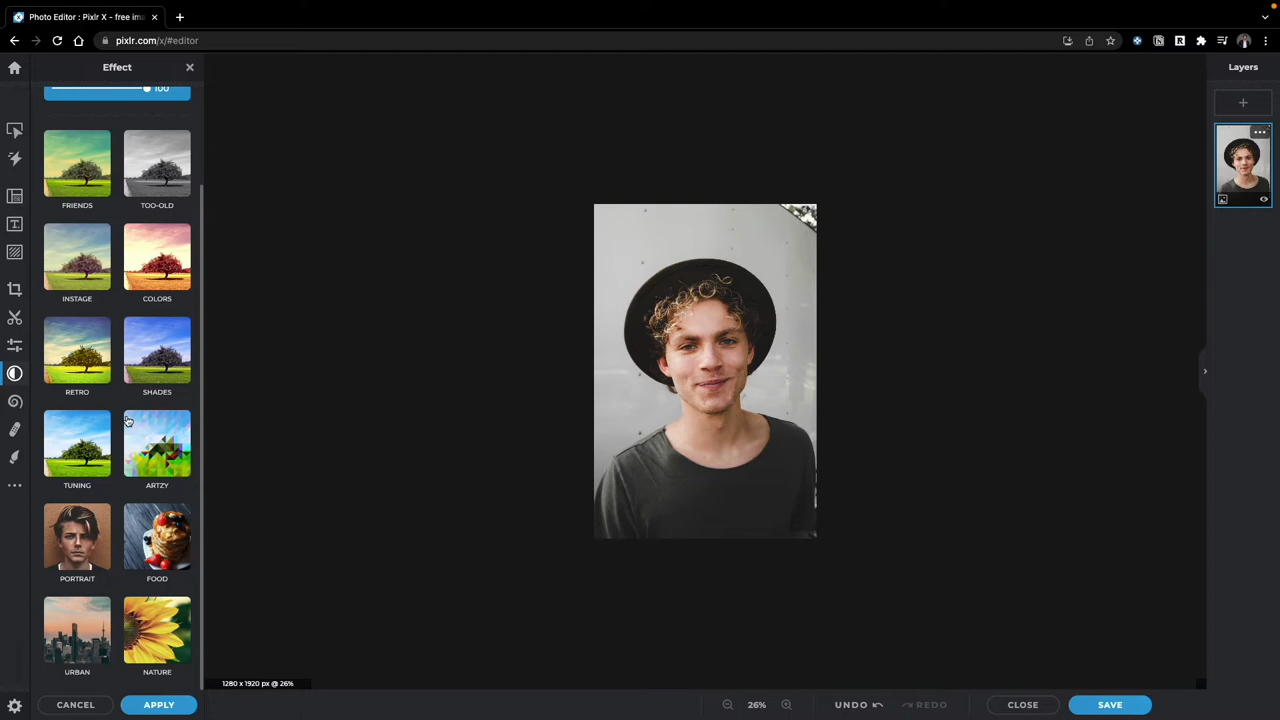 Photo Editor : Pixlr X - free ima
pixlr.com/x/#editor
Effect
Layers
100
FRIENDS
TOO-OLD
INSTAGE
COLORS
RETRO
SHADES
TUNING
ARTZY
PORTRAIT
FOOD
URBAN
NATURE
1280 x 1920 px @ 26%
CANCEL
APPLY
26%
UNDO
REDO
CLOSE
SAVE